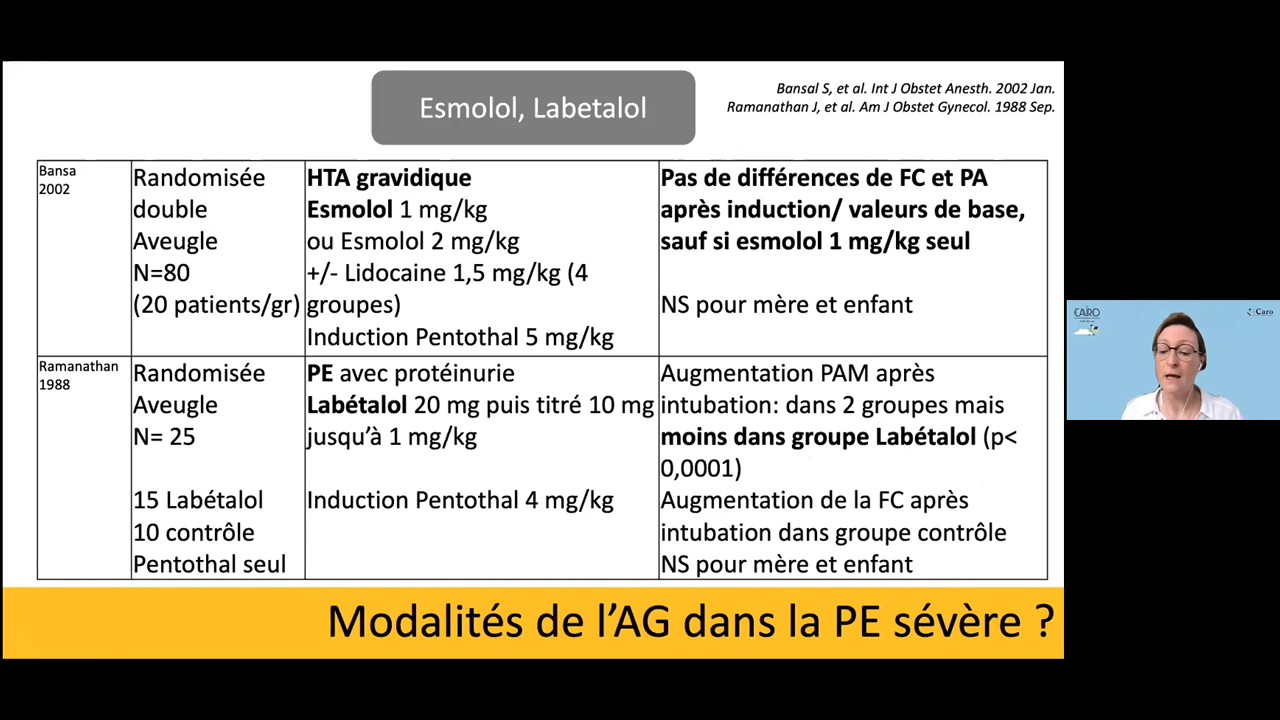 Esmolol, Labetalol
Bansal S, et al. Int J Obstet Anesth. 2002 Jan.
Ramanathan J, et al. Am J Obstet Gynecol. 1988 Sep.
Bansa
2002
Randomisée
double
Aveugle
N=80
(20 patients/gr)
HTA gravidique
Esmolol 1 mg/kg
ou Esmolol 2 mg/kg
+/- Lidocaine 1,5 mg/kg (4
groupes)
Induction Pentothal 5 mg/kg
Pas de différences de FC et PA
après induction/ valeurs de base,
sauf si esmolol 1 mg/kg seul
NS pour mère et enfant
Ramanathan
1988
Randomisée
Aveugle
N= 25
15 Labétalol
10 contrôle
Pentothal seul
PE avec protéinurie
Labétalol 20 mg puis titré 10 mg
jusqu’à 1 mg/kg
Induction Pentothal 4 mg/kg
Augmentation PAM après
intubation: dans 2 groupes mais
moins dans groupe Labétalol (p<
0,0001)
Augmentation de la FC après
intubation dans groupe contrôle
NS pour mère et enfant
Modalités de l’AG dans la PE sévère ?
CARO
Caro